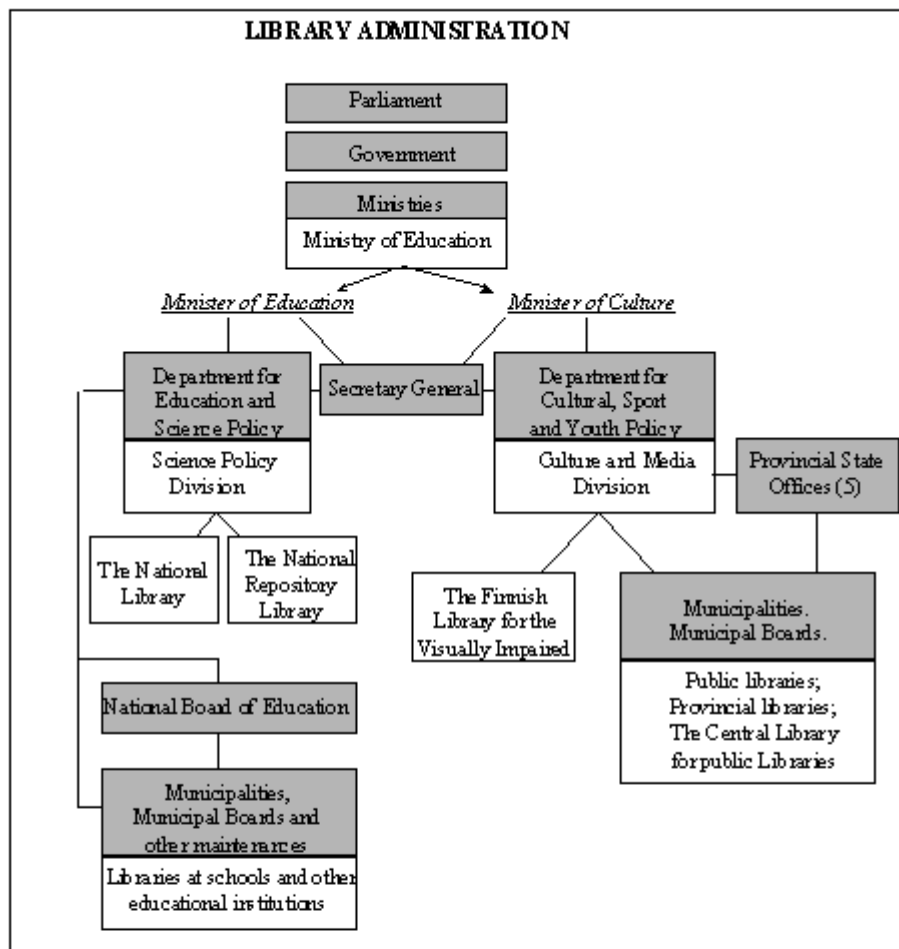 LIBRARY ADMINISTRATION
Parliament
Government
Ministries
Ministry of Education
Minister of Education
Minister of Culture
Department for
Education and
Science Policy
Secretary General
Department for
Cultural, Sport
and Youth Policy
Science Policy
Division
Culture and Media
Division
Provincial State
Offices (5)
The National
Library
The National
Repository
Library
The Finnish
Library for the
Visually Impaired
Municipalities.
Municipal Boards.
Public libraries;
Provincial libraries;
The Central Library
for public Libraries
National Board of Education
Municipalities,
Municipal Boards and
other maintenances
Libraries at schools and other
educational institutions